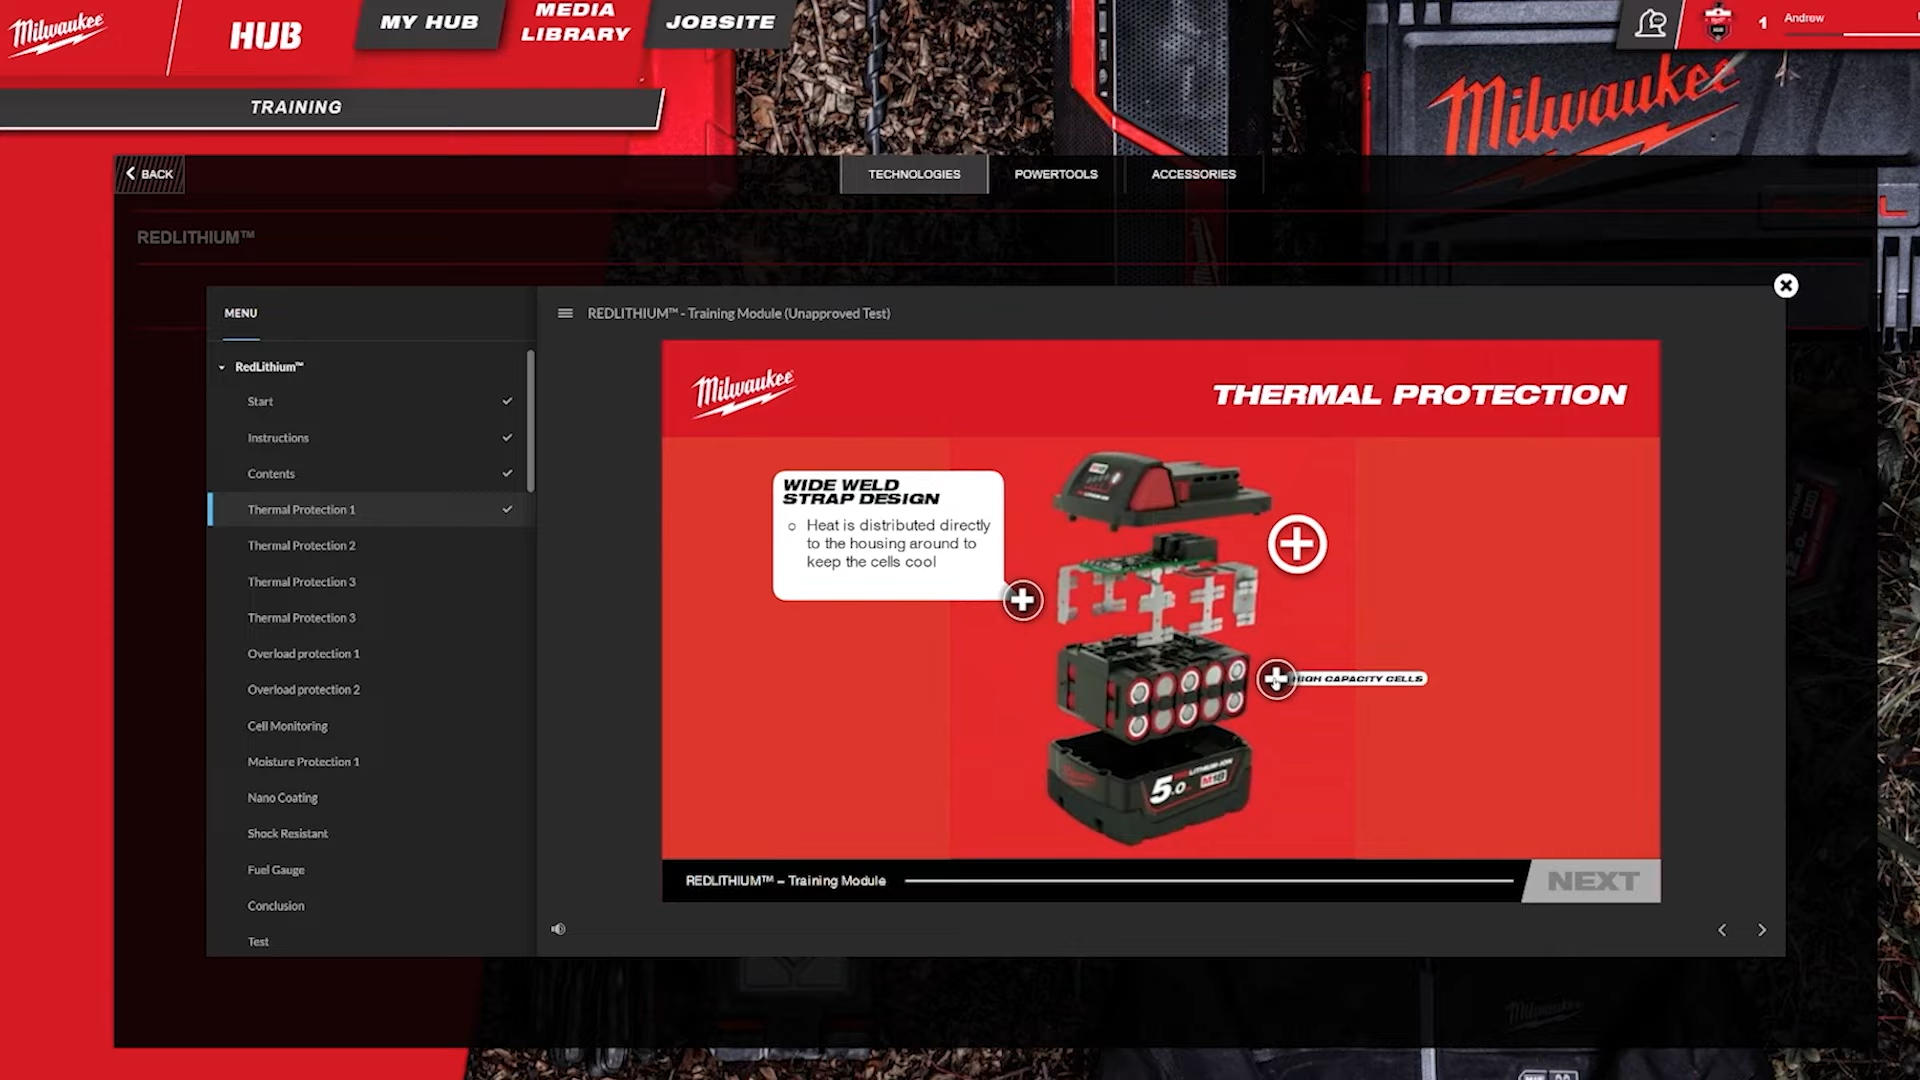 Milwaukee
HUB
MY HUB
MEDIA
LIBRARY
JOBSITE
1
Andrew
TRAINING
Milwaukee
BACK
TECHNOLOGIES
POWERTOOLS
ACCESSORIES
REDLITHIUM™
MENU
REDLITHIUM™ - Training Module (Unapproved Test)
RedLithium™
Start
Instructions
Contents
Thermal Protection 1
Thermal Protection 2
Thermal Protection 3
Thermal Protection 3
Overload protection 1
Overload protection 2
Cell Monitoring
Moisture Protection 1
Nano Coating
Shock Resistant
Fuel Gauge
Conclusion
Test
Milwaukee
THERMAL PROTECTION
WIDE WELD
STRAP DESIGN
Heat is distributed directly
to the housing around to
keep the cells cool
HIGH CAPACITY CELLS
REDLITHIUM-ION
5.0
M18
REDLITHIUM™ – Training Module
NEXT
Milwaukee